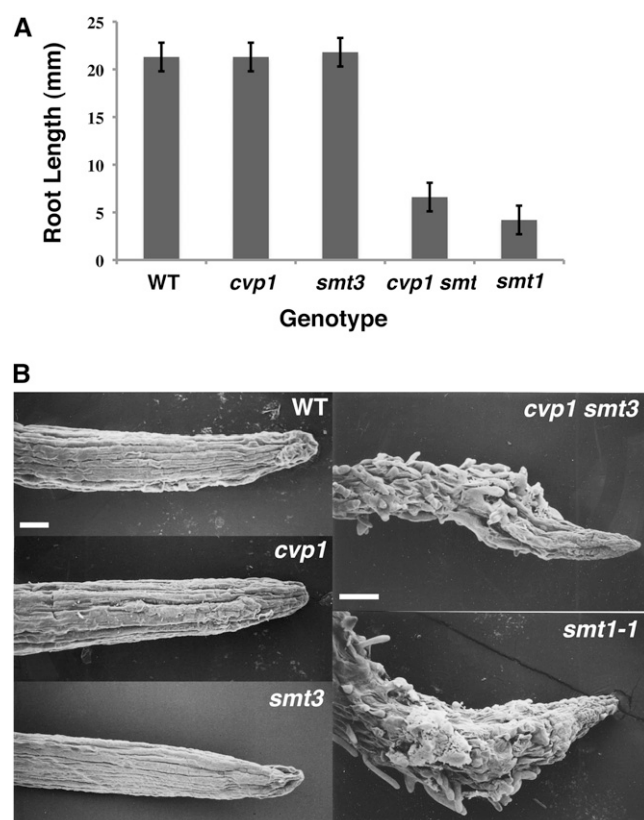 A
Root Length (mm)
25
20
15
10
5
0
WT cvp1 smt3 cvp1 smt smt1
Genotype
B
WT
cvp1
smt3
cvp1 smt3
smt1-1